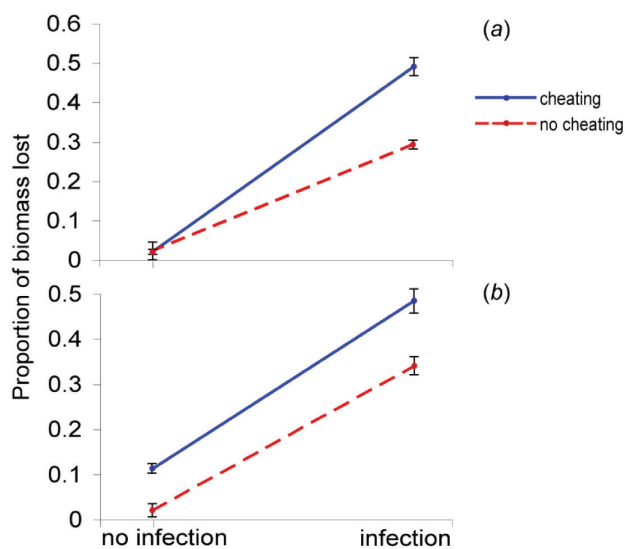 0.6
(a)
0.5
cheating
0.4
no cheating
0.3
0.2
0.1
0
Proportion of biomass lost
0.5
(b)
0.4
0.3
0.2
0.1
0
no infection
infection